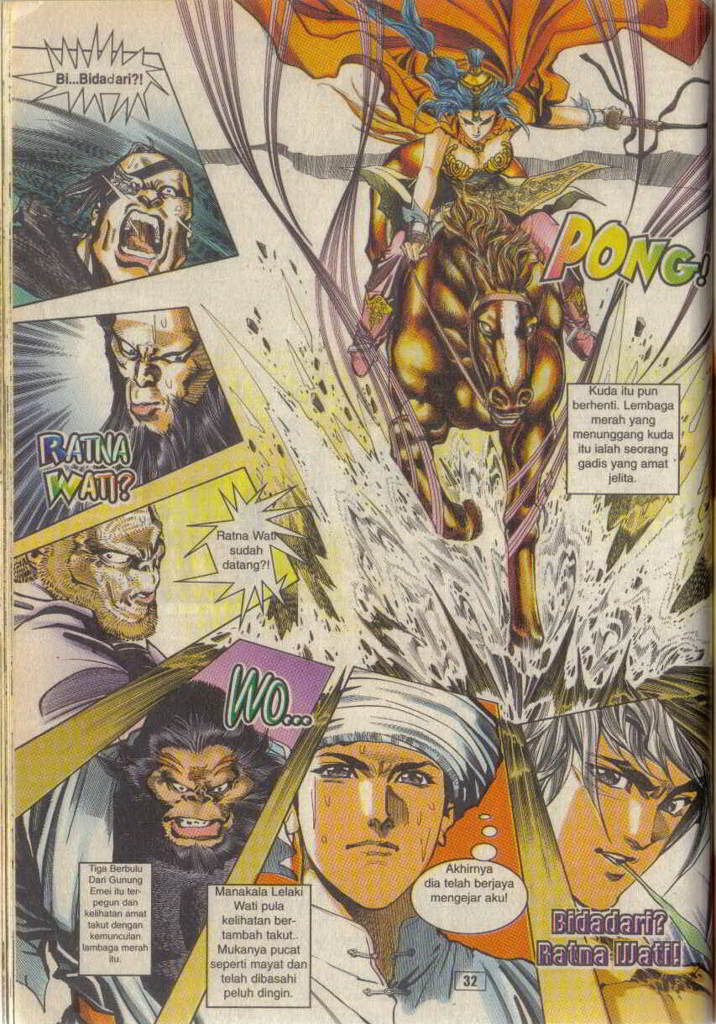 Bi...Bidadari?!
PONG!
Kuda itu pun
berhenti. Lembaga
merah yang
menunggang kuda
itu ialah seorang
gadis yang amat
jelita.
RATNA
WATI?
Ratna Wati
sudah
datang?!
WO...
Tiga Berbulu
Dari Gunung
Emei itu ter-
pegun dan
kelihatan amat
takut dengan
kemunculan
lambaga merah
itu.
Manakala Lelaki
Wati pula
kelihatan ber-
tambah takut..
Mukanya pucat
seperti mayat dan
telah dibasahi
peluh dingin.
Akhirnya
dia telah berjaya
mengejar aku!
Bidadari?
Ratna Wati!
32